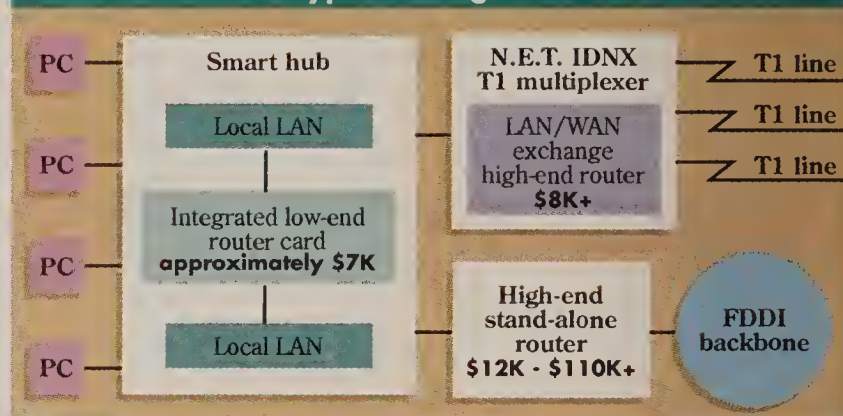 PC
PC
PC
PC
Smart hub
Local LAN
Integrated low-end
router card
approximately $7K
Local LAN
N.E.T. IDNX
T1 multiplexer
LAN/WAN
exchange
high-end router
$8K+
T1 line
T1 line
T1 line
High-end
stand-alone
router
$12K - $110K+
FDDI
backbone